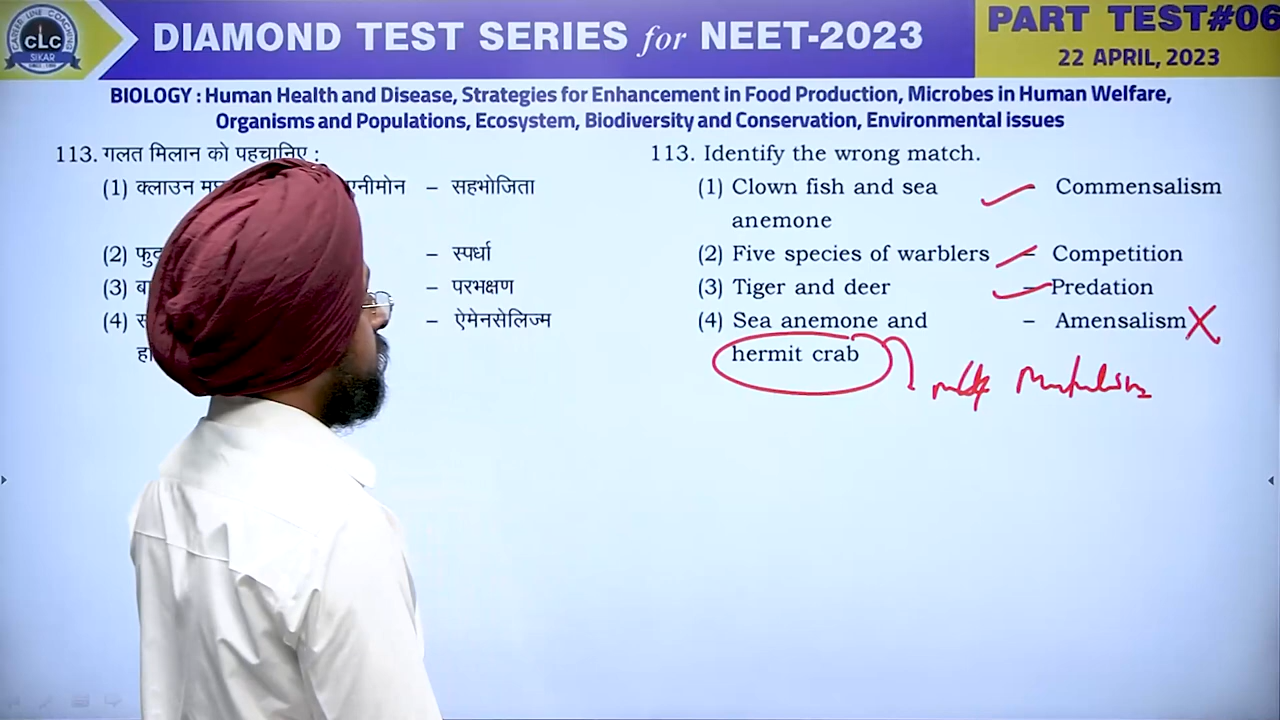 CAREER LINE COACHING
CLC
SIKAR
DIAMOND TEST SERIES for NEET-2023
PART TEST#06
22 APRIL, 2023
BIOLOGY : Human Health and Disease, Strategies for Enhancement in Food Production, Microbes in Human Welfare,
Organisms and Populations, Ecosystem, Biodiversity and Conservation, Environmental issues
113. गलत मिलान को पहचानिए :
(1) क्लाउन – सहभोजिता
(2) – स्पर्धा
(3) – परभक्षण
(4) – ऐमेनसेलिज्म
113. Identify the wrong match.
(1) Clown fish and sea Commensalism
anemone
(2) Five species of warblers – Competition
(3) Tiger and deer – Predation
(4) Sea anemone and – Amensalism
hermit crab
Mutualism